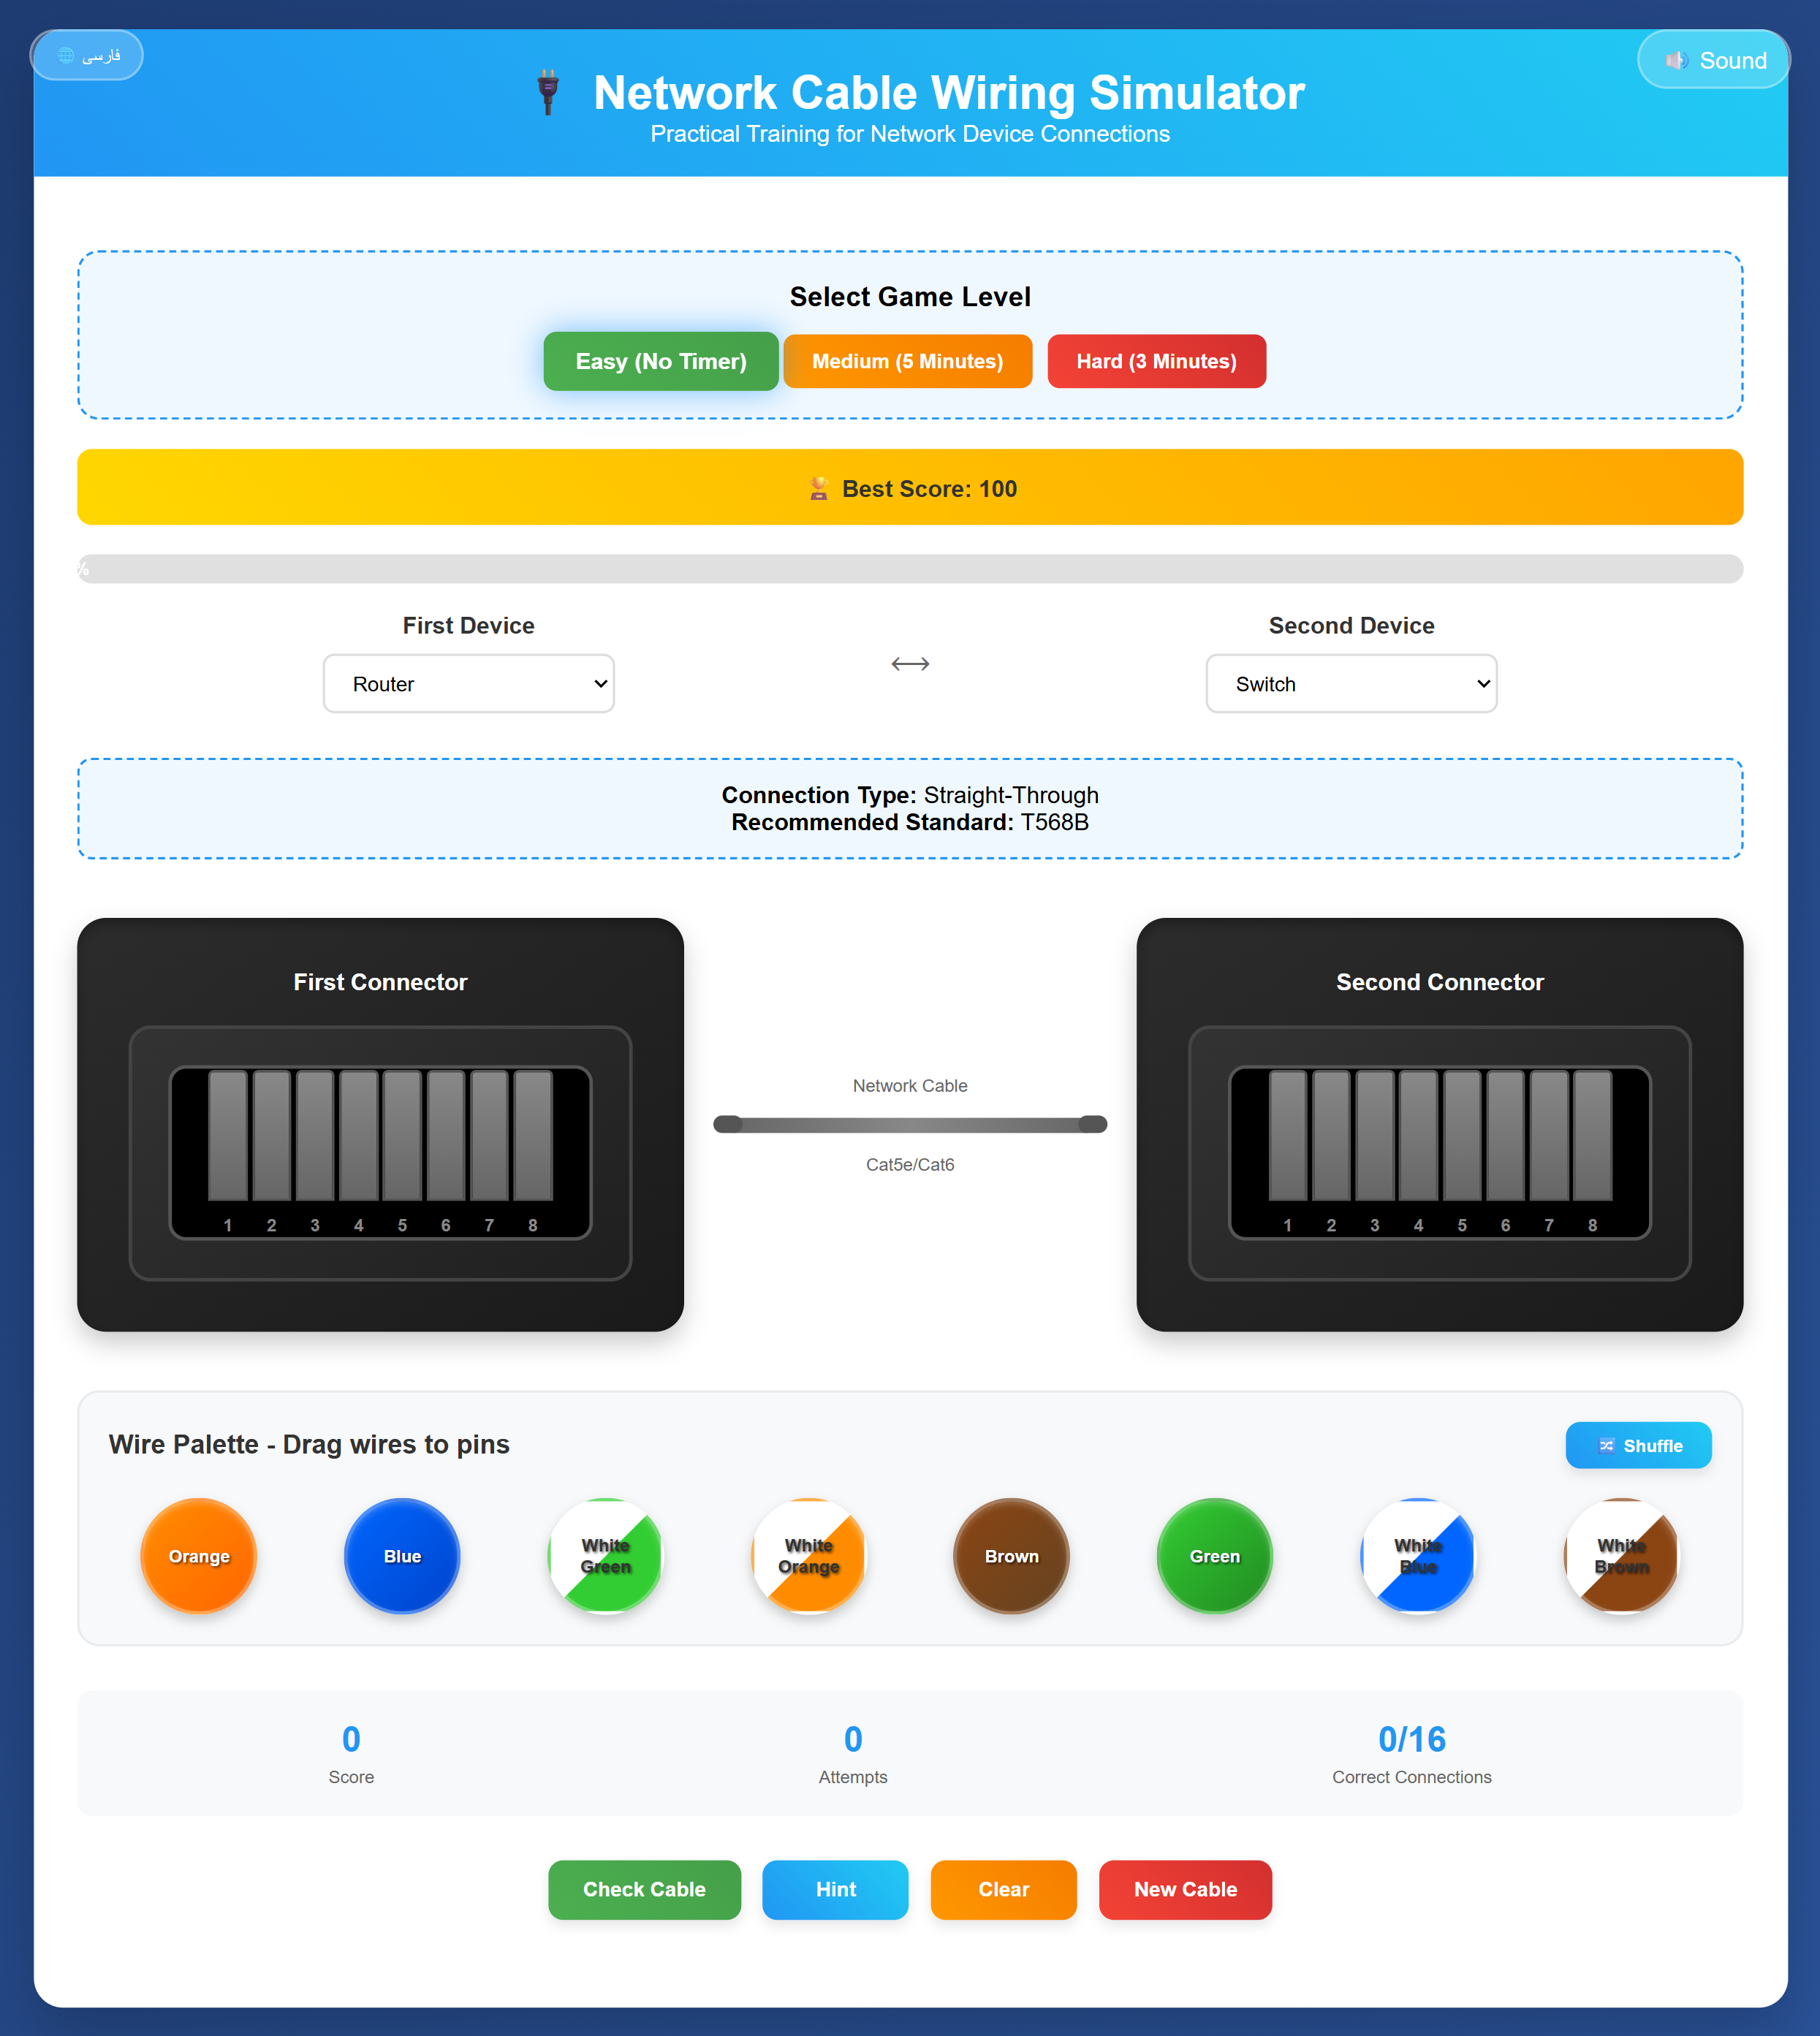 فارسی
Sound
Network Cable Wiring Simulator
Practical Training for Network Device Connections
Select Game Level
Easy (No Timer)
Medium (5 Minutes)
Hard (3 Minutes)
Best Score: 100
%
First Device
Router
Second Device
Switch
Connection Type: Straight-Through
Recommended Standard: T568B
First Connector
1 2 3 4 5 6 7 8
Network Cable
Cat5e/Cat6
Second Connector
1 2 3 4 5 6 7 8
Wire Palette - Drag wires to pins
Shuffle
Orange
Blue
White
Green
White
Orange
Brown
Green
White
Blue
White
Brown
0
Score
0
Attempts
0/16
Correct Connections
Check Cable
Hint
Clear
New Cable